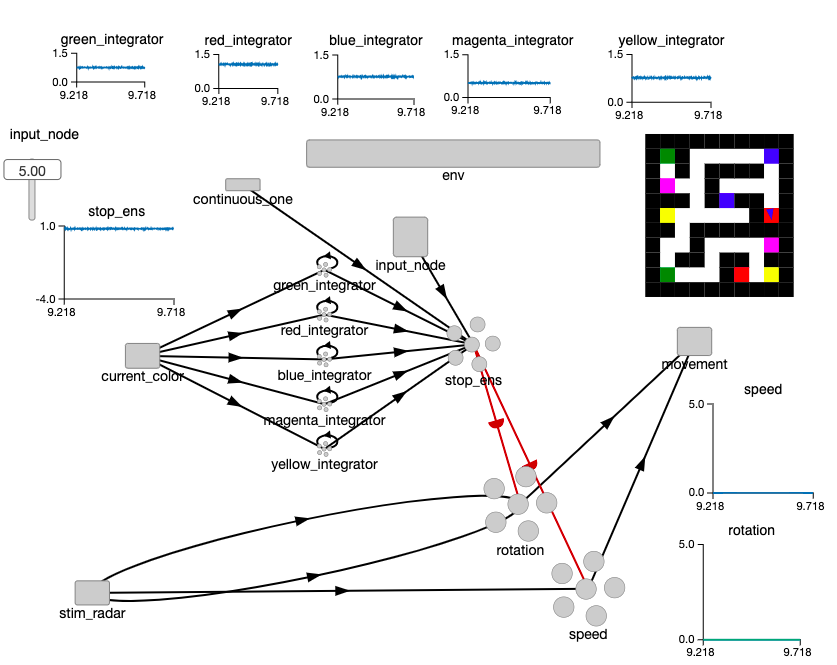 green_integrator
1.5
0.0
9.218 9.718
red_integrator
1.5
0.0
9.218 9.718
blue_integrator
1.5
0.0
9.218 9.718
magenta_integrator
1.5
0.0
9.218 9.718
yellow_integrator
1.5
0.0
9.218 9.718
input_node
5.00
env
continuous_one
stop_ens
1.0
-4.0
9.218 9.718
input_node
green_integrator
red_integrator
blue_integrator
magenta_integrator
yellow_integrator
current_color
stop_ens
movement
speed
5.0
0.0
9.218 9.718
rotation
5.0
0.0
9.218 9.718
rotation
stim_radar
speed